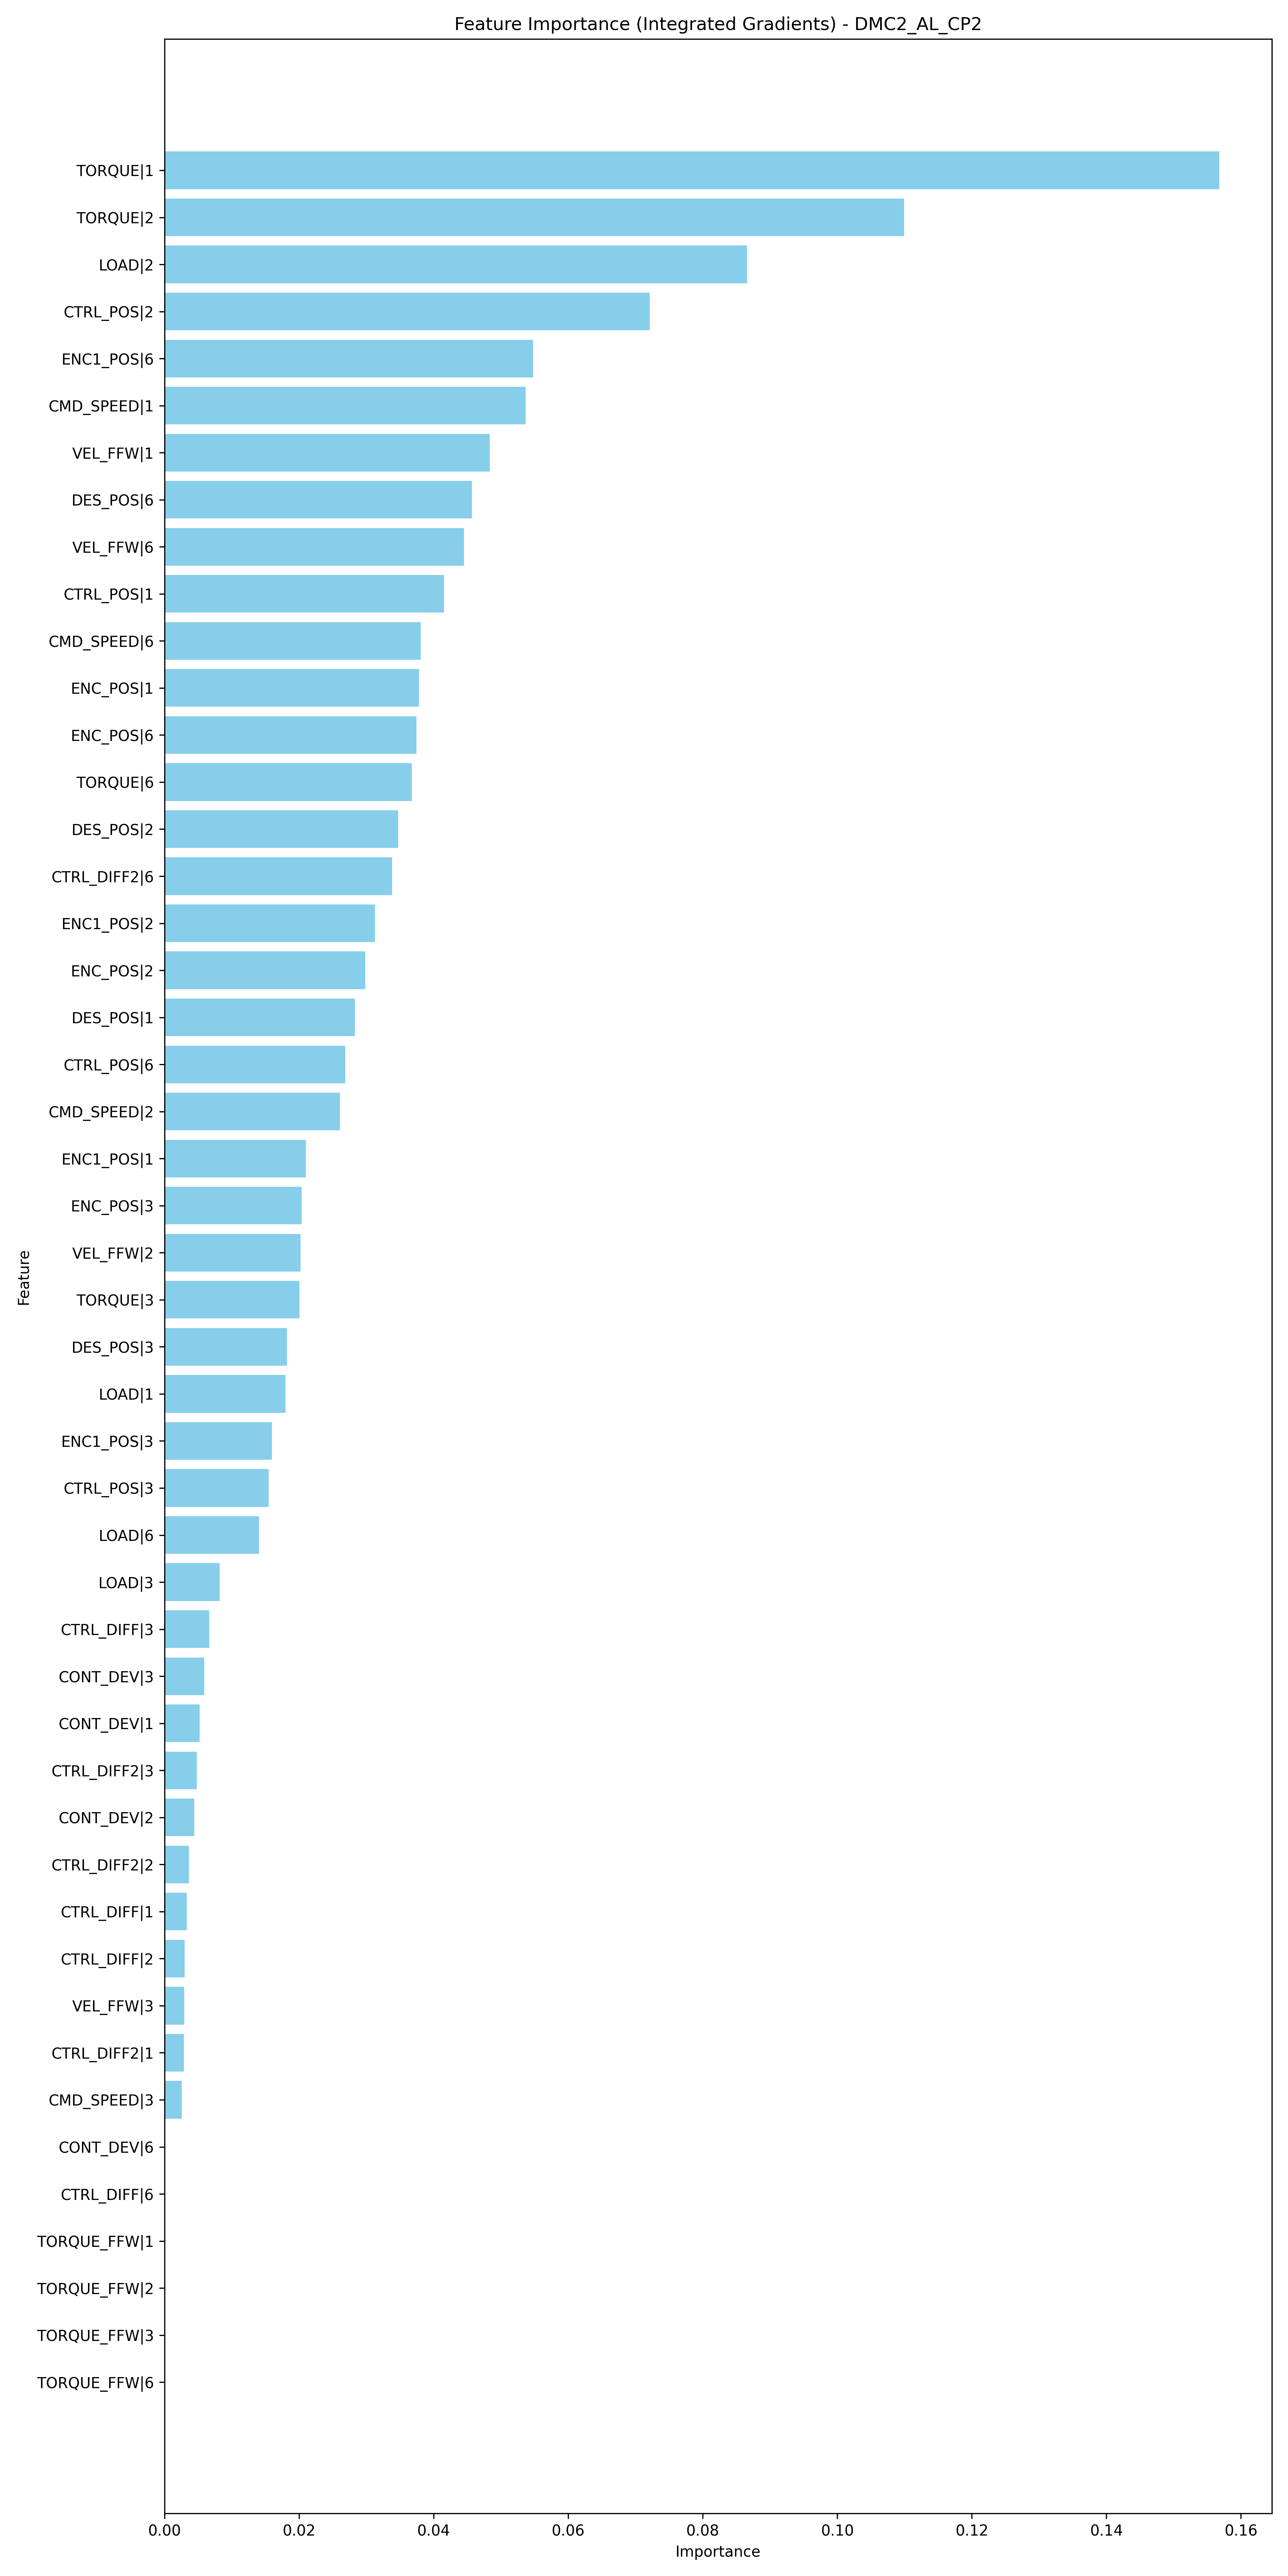 Feature Importance (Integrated Gradients) - DMC2_AL_CP2
TORQUE|1
TORQUE|2
LOAD|2
CTRL_POS|2
ENC1_POS|6
CMD_SPEED|1
VEL_FFW|1
DES_POS|6
VEL_FFW|6
CTRL_POS|1
CMD_SPEED|6
ENC_POS|1
ENC_POS|6
TORQUE|6
DES_POS|2
CTRL_DIFF2|6
ENC1_POS|2
ENC_POS|2
DES_POS|1
CTRL_POS|6
CMD_SPEED|2
ENC1_POS|1
ENC_POS|3
VEL_FFW|2
TORQUE|3
DES_POS|3
LOAD|1
ENC1_POS|3
CTRL_POS|3
LOAD|6
LOAD|3
CTRL_DIFF|3
CONT_DEV|3
CONT_DEV|1
CTRL_DIFF2|3
CONT_DEV|2
CTRL_DIFF2|2
CTRL_DIFF|1
CTRL_DIFF|2
VEL_FFW|3
CTRL_DIFF2|1
CMD_SPEED|3
CONT_DEV|6
CTRL_DIFF|6
TORQUE_FFW|1
TORQUE_FFW|2
TORQUE_FFW|3
TORQUE_FFW|6
Feature
0.00 0.02 0.04 0.06 0.08 0.10 0.12 0.14 0.16
Importance